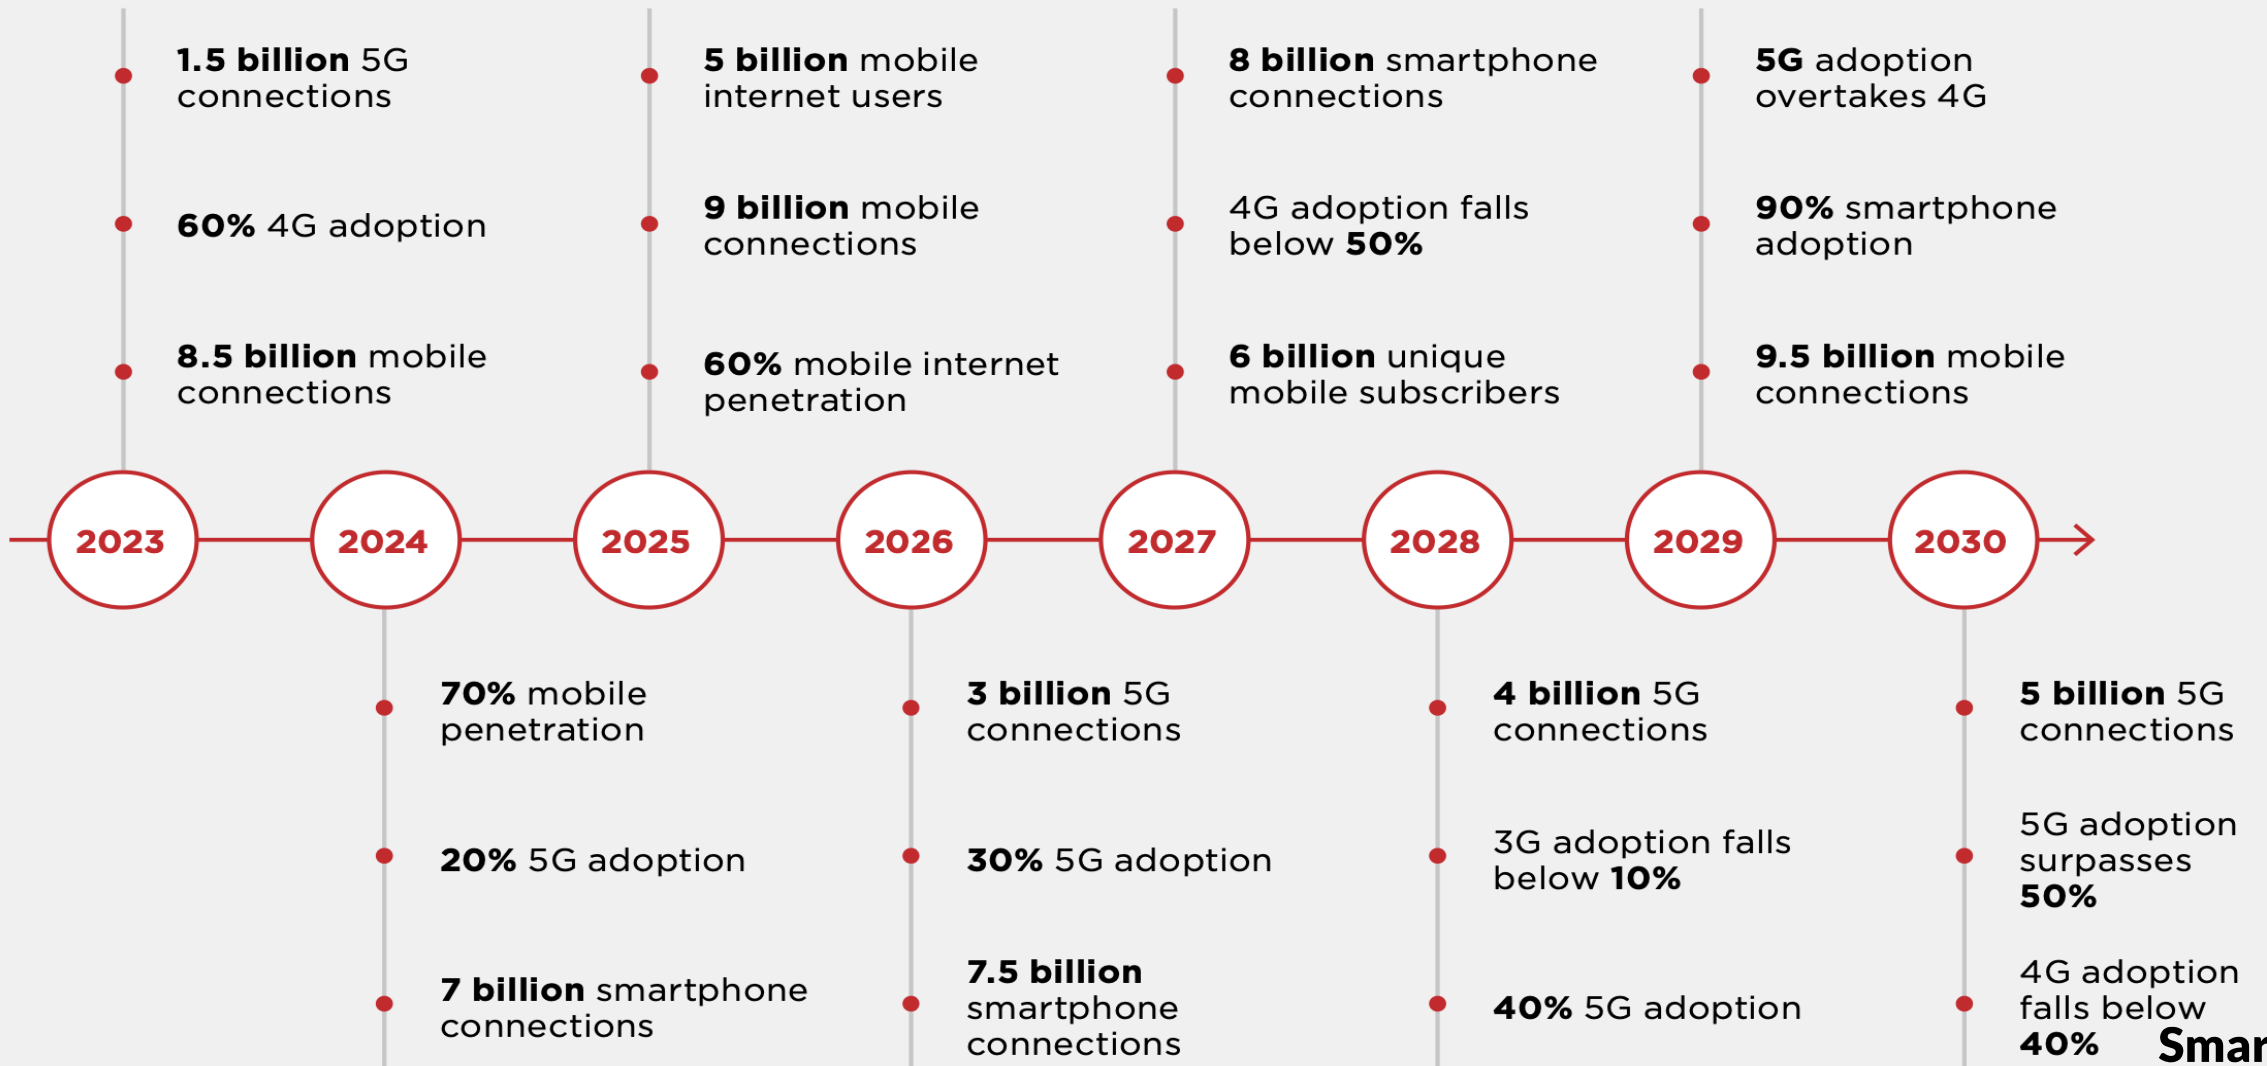 1.5 billion 5G
connections
60% 4G adoption
8.5 billion mobile
connections
5 billion mobile
internet users
9 billion mobile
connections
60% mobile internet
penetration
8 billion smartphone
connections
4G adoption falls
below 50%
6 billion unique
mobile subscribers
5G adoption
overtakes 4G
90% smartphone
adoption
9.5 billion mobile
connections
2023
2024
2025
2026
2027
2028
2029
2030
70% mobile
penetration
20% 5G adoption
7 billion smartphone
connections
3 billion 5G
connections
30% 5G adoption
7.5 billion
smartphone
connections
4 billion 5G
connections
3G adoption falls
below 10%
40% 5G adoption
5 billion 5G
connections
5G adoption
surpasses
50%
4G adoption
falls below
40%